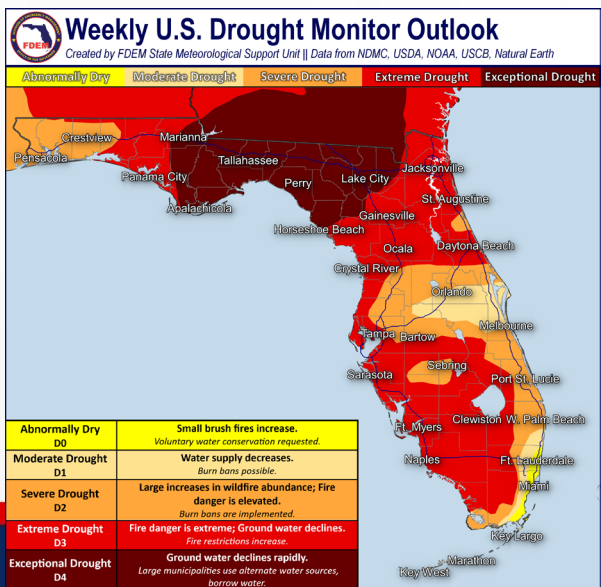 FDEM
Weekly U.S. Drought Monitor Outlook
Created by FDEM State Meteorological Support Unit || Data from NDMC, USDA, NOAA, USCB, Natural Earth
Abnormally Dry Moderate Drought Severe Drought Extreme Drought Exceptional Drought
Crestview
Marianna
Pensacola
Tallahassee
Jacksonville
Panama City
Perry
Lake City
St. Augustine
Apalachicola
Gainesville
Horseshoe Beach
Ocala
Daytona Beach
Crystal River
Orlando
Melbourne
Tampa
Bartow
Sarasota
Sebring
Port St. Lucie
Clewiston
W. Palm Beach
Ft. Myers
Naples
Ft. Lauderdale
Miami
Key Largo
Marathon
Key West
Abnormally Dry
D0
Small brush fires increase.
Voluntary water conservation requested.
Moderate Drought
D1
Water supply decreases.
Burn bans possible.
Severe Drought
D2
Large increases in wildfire abundance; Fire
danger is elevated.
Burn bans are implemented.
Extreme Drought
D3
Fire danger is extreme; Ground water declines.
Fire restrictions increase.
Exceptional Drought
D4
Ground water declines rapidly.
Large municipalities use alternate water sources,
borrow water.